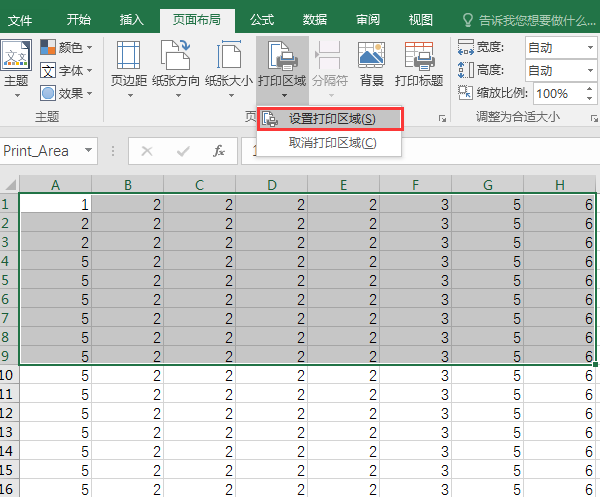 文件 开始 插入 页面布局 公式 数据 审阅 视图 告诉我您想要做什么...
颜色 宽度: 自动
字体 高度: 自动
主题 效果 页边距 纸张方向 纸张大小 打印区域 分隔符 背景 打印标题 缩放比例: 100%
主题 页 调整为合适大小
设置打印区域(S)
取消打印区域(C)
Print_Area fx 1
A B C D E F G H
1 1 2 2 2 2 3 5 6
2 2 2 2 2 2 3 5 6
3 2 2 2 2 2 3 5 6
4 5 2 2 2 2 3 5 6
5 5 2 2 2 2 3 5 6
6 5 2 2 2 2 3 5 6
7 5 2 2 2 2 3 5 6
8 5 2 2 2 2 3 5 6
9 5 2 2 2 2 3 5 6
10 5 2 2 2 2 3 5 6
11 5 2 2 2 2 3 5 6
12 5 2 2 2 2 3 5 6
13 5 2 2 2 2 3 5 6
14 5 2 2 2 2 3 5 6
15 5 2 2 2 2 3 5 6
16 5 2 2 2 2 3 5 6